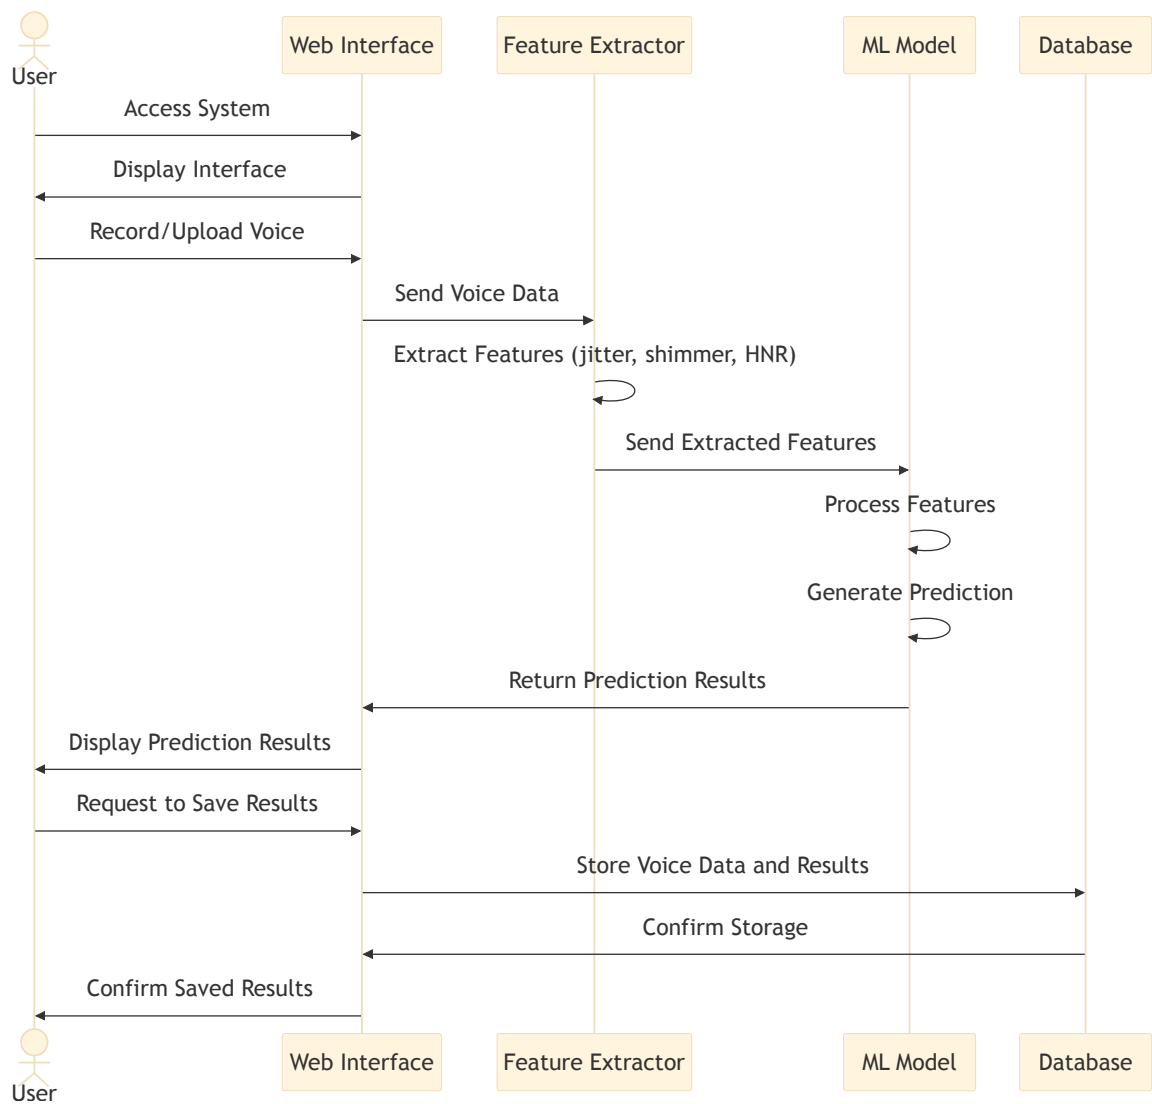 User
Web Interface
Feature Extractor
ML Model
Database
Access System
Display Interface
Record/Upload Voice
Send Voice Data
Extract Features (jitter, shimmer, HNR)
Send Extracted Features
Process Features
Generate Prediction
Return Prediction Results
Display Prediction Results
Request to Save Results
Store Voice Data and Results
Confirm Storage
Confirm Saved Results
User
Web Interface
Feature Extractor
ML Model
Database